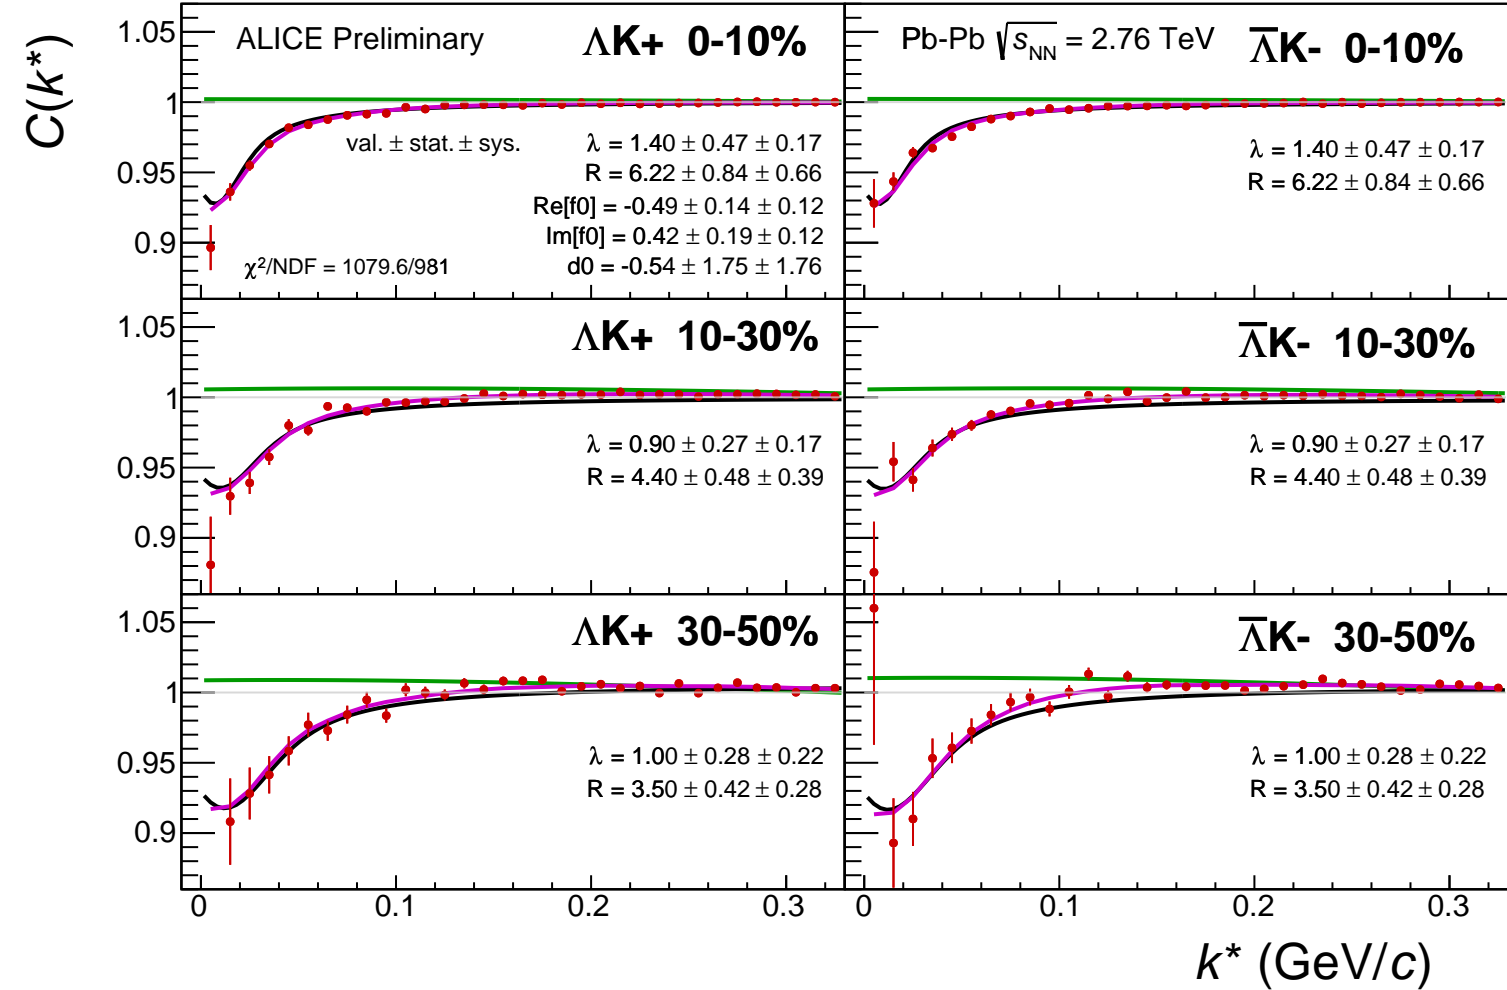 C(k*)
ALICE Preliminary
ΛK+ 0-10%
1.05
1
0.95
0.9
val. ± stat. ± sys.
λ = 1.40 ± 0.47 ± 0.17
R = 6.22 ± 0.84 ± 0.66
Re[f0] = -0.49 ± 0.14 ± 0.12
Im[f0] = 0.42 ± 0.19 ± 0.12
d0 = -0.54 ± 1.75 ± 1.76
χ²/NDF = 1079.6/981
Pb-Pb √sNN = 2.76 TeV
Λ̅K- 0-10%
λ = 1.40 ± 0.47 ± 0.17
R = 6.22 ± 0.84 ± 0.66
ΛK+ 10-30%
1.05
1
0.95
0.9
λ = 0.90 ± 0.27 ± 0.17
R = 4.40 ± 0.48 ± 0.39
Λ̅K- 10-30%
λ = 0.90 ± 0.27 ± 0.17
R = 4.40 ± 0.48 ± 0.39
ΛK+ 30-50%
1.05
1
0.95
0.9
λ = 1.00 ± 0.28 ± 0.22
R = 3.50 ± 0.42 ± 0.28
Λ̅K- 30-50%
λ = 1.00 ± 0.28 ± 0.22
R = 3.50 ± 0.42 ± 0.28
0 0.1 0.2 0.3
0 0.1 0.2 0.3
k* (GeV/c)